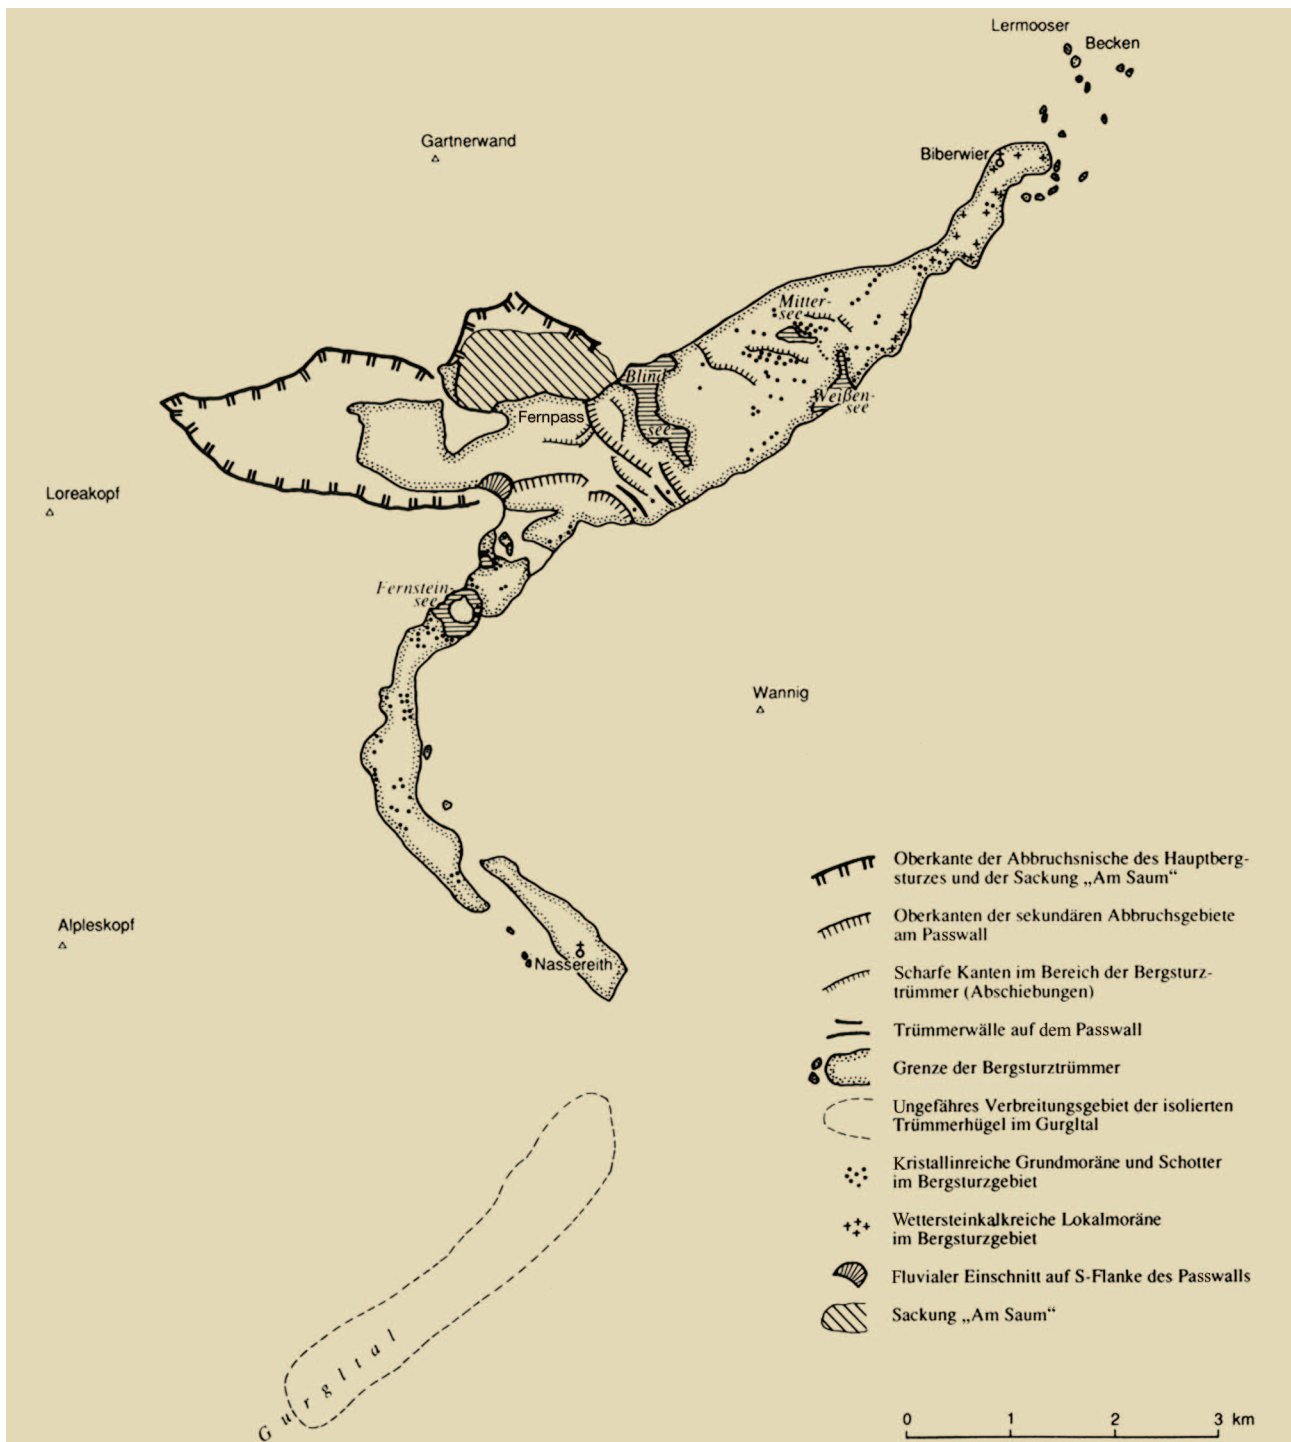 Lermooser
Becken
Gartnerwand
Biberwier
Mitter-
see
Blind
see
Weißen-
see
Fernpass
Loreakopf
Fernstein-
see
Wannig
Alpleskopf
Nassereith
Gurgltal
Oberkante der Abbruchsnische des Hauptberg-
sturzes und der Sackung „Am Saum“
Oberkanten der sekundären Abbruchsgebiete
am Passwall
Scharfe Kanten im Bereich der Bergsturz-
trümmer (Abschiebungen)
Trümmerwälle auf dem Passwall
Grenze der Bergsturztrümmer
Ungefähres Verbreitungsgebiet der isolierten
Trümmerhügel im Gurgltal
Kristallinreiche Grundmoräne und Schotter
im Bergsturzgebiet
Wettersteinkalkreiche Lokalmoräne
im Bergsturzgebiet
Fluvialer Einschnitt auf S-Flanke des Passwalls
Sackung „Am Saum“
0 1 2 3 km